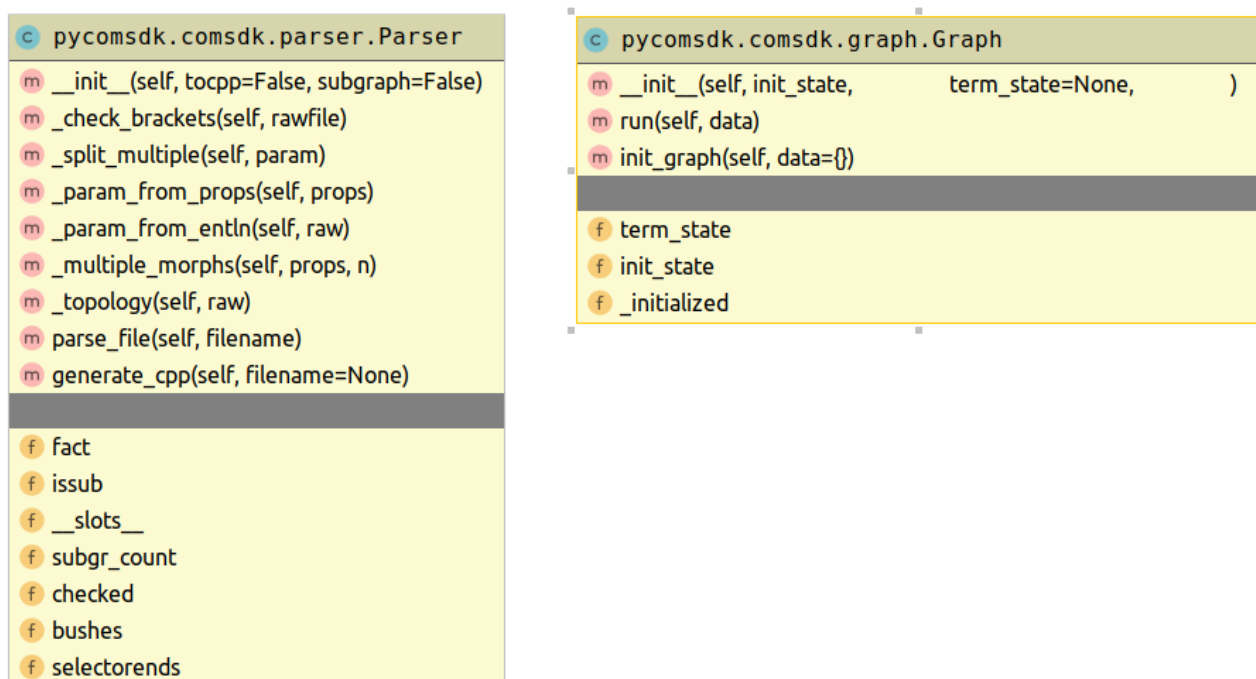 c pycomsdk.comsdk.parser.Parser
m __init__(self, tocpp=False, subgraph=False)
m _check_brackets(self, rawfile)
m _split_multiple(self, param)
m _param_from_props(self, props)
m _param_from_entln(self, raw)
m _multiple_morphs(self, props, n)
m _topology(self, raw)
m parse_file(self, filename)
m generate_cpp(self, filename=None)
f fact
f issub
f __slots__
f subgr_count
f checked
f bushes
f selectorends
c pycomsdk.comsdk.graph.Graph
m __init__(self, init_state, term_state=None, )
m run(self, data)
m init_graph(self, data={})
f term_state
f init_state
f _initialized